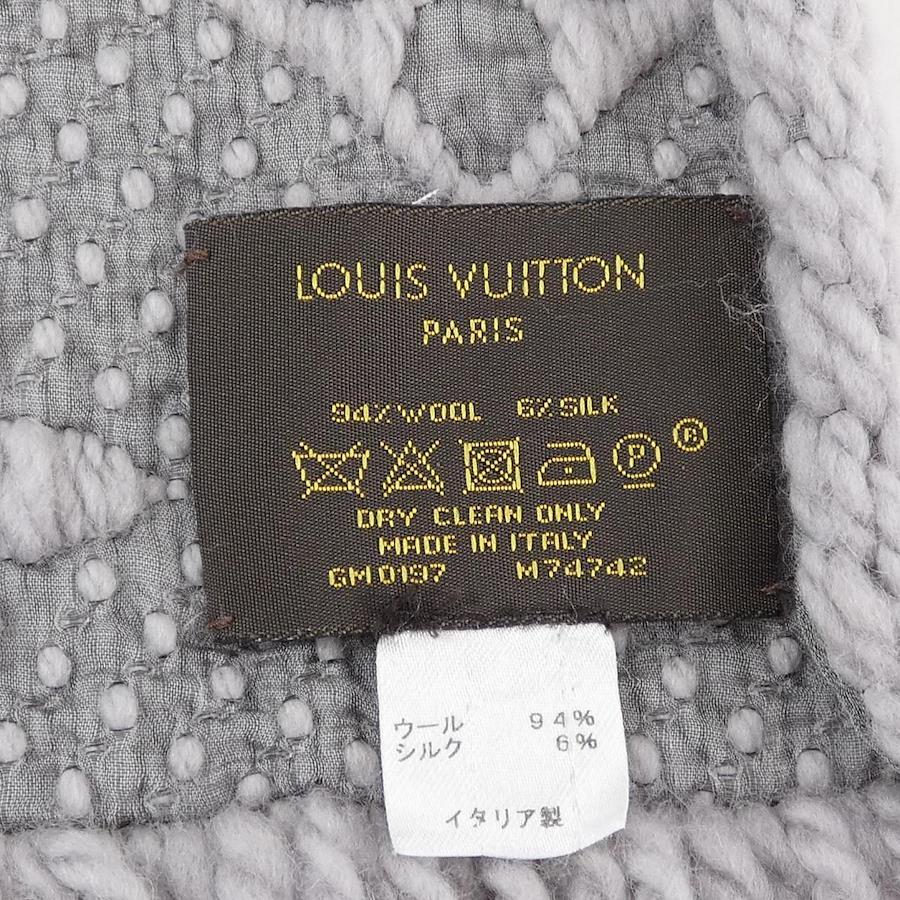 LOUIS VUITTON
PARIS
94% WOOL 6% SILK
P ®
DRY CLEAN ONLY
MADE IN ITALY
GM0197 M74742
ウール 94%
シルク 6%
イタリア製